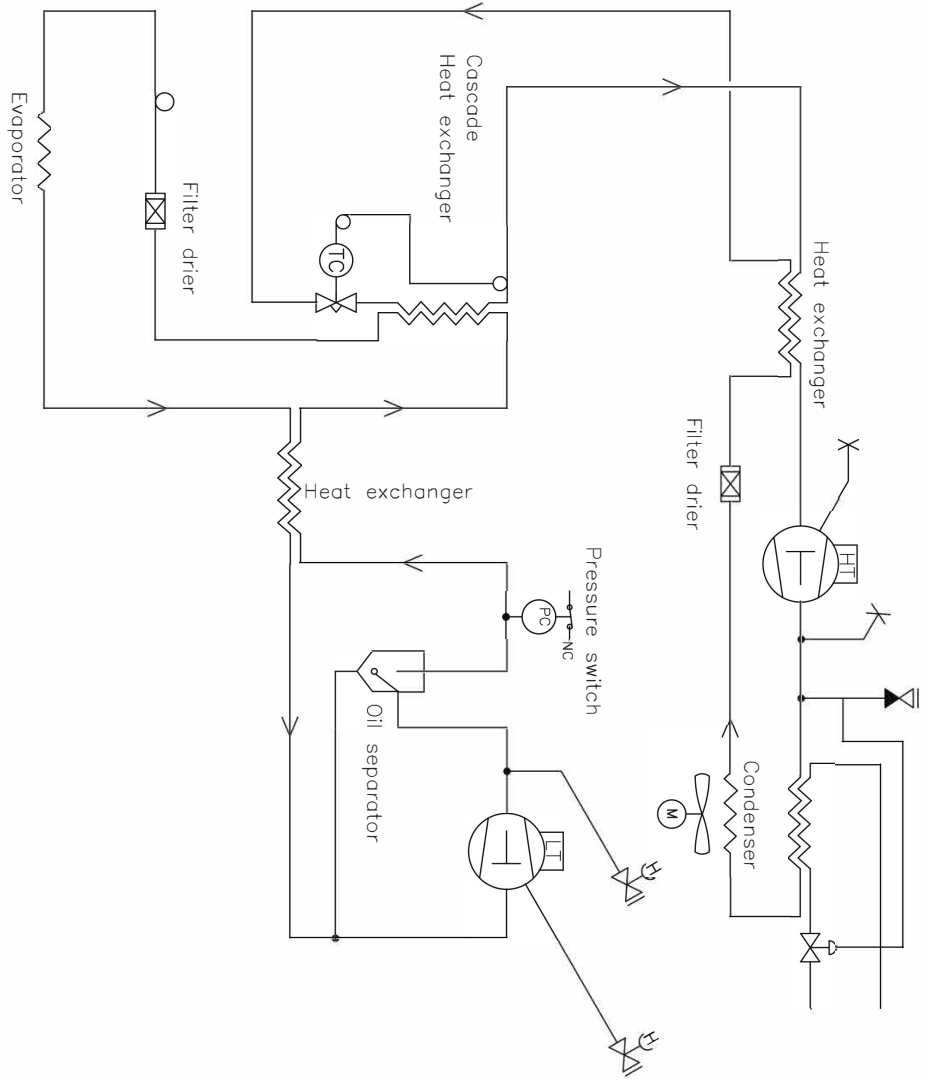 Cascade
Heat exchanger
Evaporator
Filter drier
TC
Heat exchanger
Filter drier
HT
Heat exchanger
Pressure switch
PC
NC
Oil separator
Condenser
M
LT
H
H